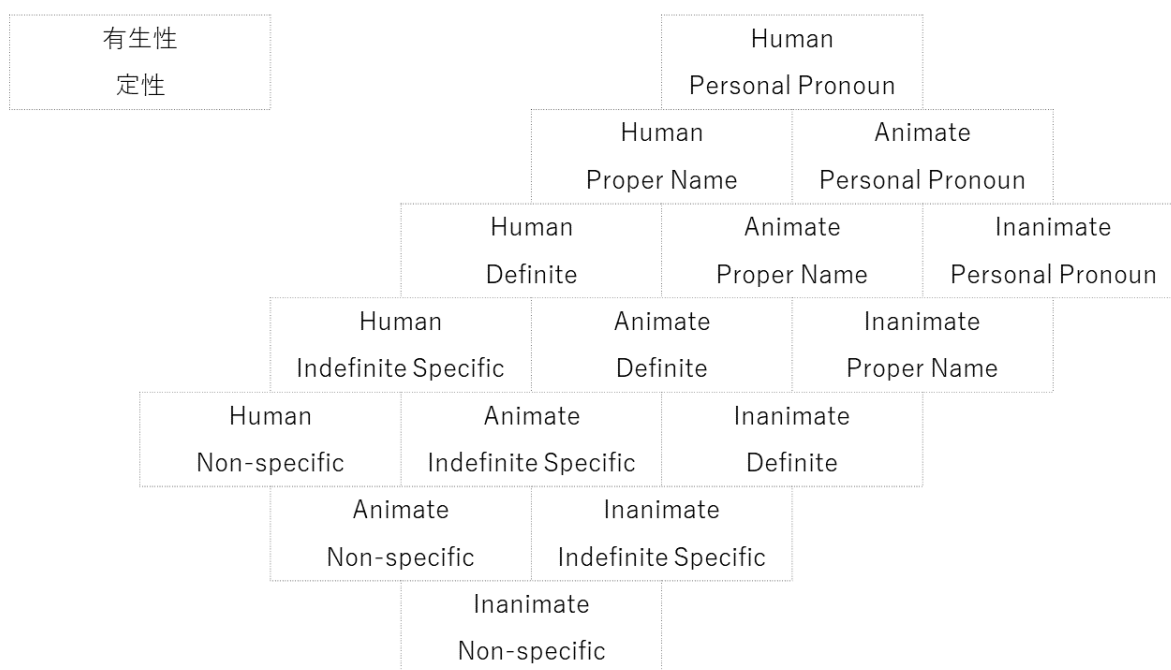 有生性
定性
Human
Personal Pronoun
Human
Proper Name
Animate
Personal Pronoun
Human
Definite
Animate
Proper Name
Inanimate
Personal Pronoun
Human
Indefinite Specific
Animate
Definite
Inanimate
Proper Name
Human
Non-specific
Animate
Indefinite Specific
Inanimate
Definite
Animate
Non-specific
Inanimate
Indefinite Specific
Inanimate
Non-specific